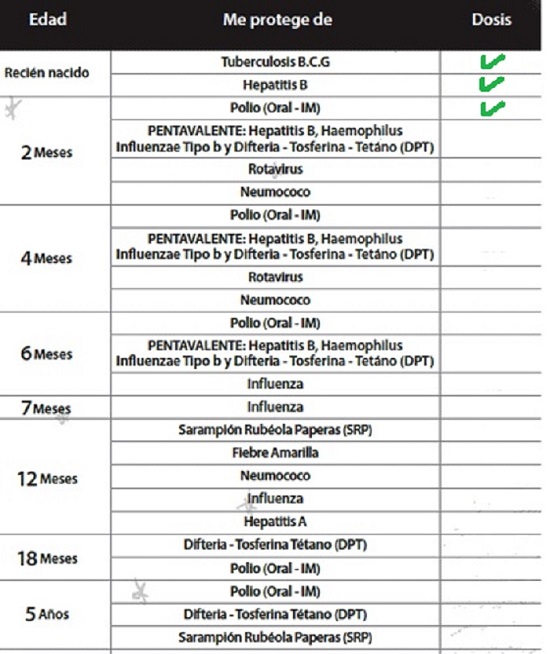 Edad Me protege de Dosis
Recién nacido
Tuberculosis B.C.G
Hepatitis B
2 Meses
Polio (Oral - IM)
PENTAVALENTE: Hepatitis B, Haemophilus
Influenzae Tipo b y Difteria - Tosferina - Tetáno (DPT)
Rotavirus
Neumococo
4 Meses
Polio (Oral - IM)
PENTAVALENTE: Hepatitis B, Haemophilus
Influenzae Tipo b y Difteria - Tosferina - Tetáno (DPT)
Rotavirus
Neumococo
6 Meses
Polio (Oral - IM)
PENTAVALENTE: Hepatitis B, Haemophilus
Influenzae Tipo b y Difteria - Tosferina - Tetáno (DPT)
Influenza
7 Meses
Influenza
12 Meses
Sarampión Rubéola Paperas (SRP)
Fiebre Amarilla
Neumococo
Influenza
Hepatitis A
18 Meses
Difteria - Tosferina Tétano (DPT)
Polio (Oral - IM)
5 Años
Polio (Oral - IM)
Difteria - Tosferina Tétano (DPT)
Sarampión Rubéola Paperas (SRP)